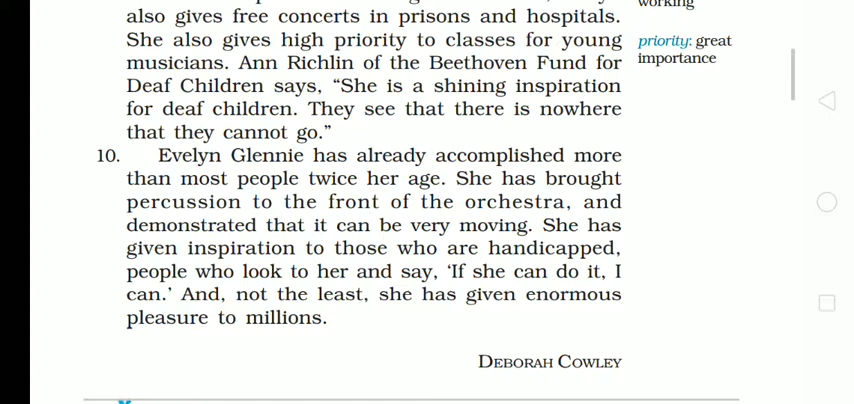 also gives free concerts in prisons and hospitals.
She also gives high priority to classes for young
musicians. Ann Richlin of the Beethoven Fund for
Deaf Children says, “She is a shining inspiration
for deaf children. They see that there is nowhere
that they cannot go.”
10. Evelyn Glennie has already accomplished more
than most people twice her age. She has brought
percussion to the front of the orchestra, and
demonstrated that it can be very moving. She has
given inspiration to those who are handicapped,
people who look to her and say, ‘If she can do it, I
can.’ And, not the least, she has given enormous
pleasure to millions.
DEBORAH COWLEY
working
priority: great
importance